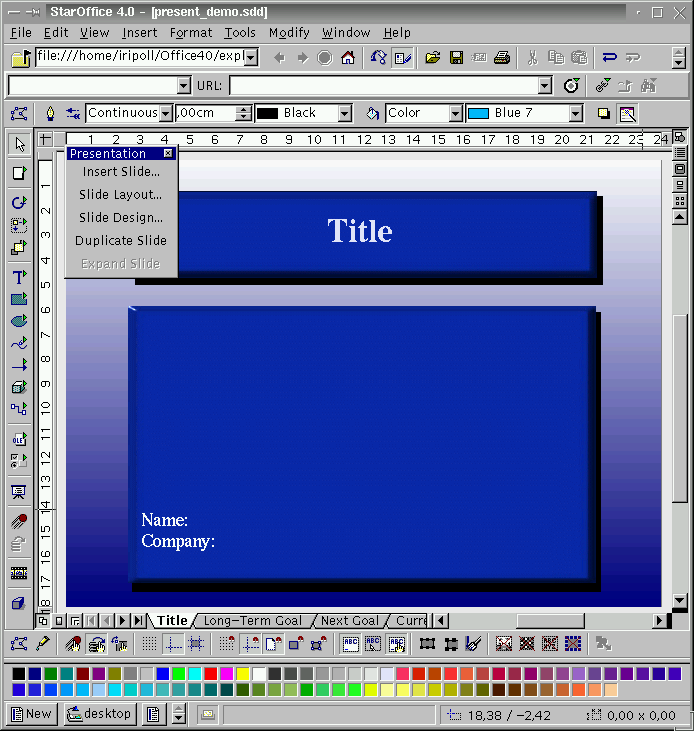 StarOffice 4.0 - [present_demo.sdd]
File Edit View Insert Format Tools Modify Window Help
file:///home/iripoll/Office40/expl
URL:
Continuous ,00cm Black Color Blue 7
1 2 3 4 5 6 7 8 9 10 11 12 13 14 15 16 17 18 19 20 21 22 23 24
Presentation
Insert Slide...
Slide Layout...
Slide Design...
Duplicate Slide
Expand Slide
Title
1
2
3
4
5
6
7
8
9
10
11
12
13
14
15
16
17
18
T
OLE
Name:
Company:
Title Long-Term Goal Next Goal Curre
New desktop 18,38 / -2,42 0,00 x 0,00